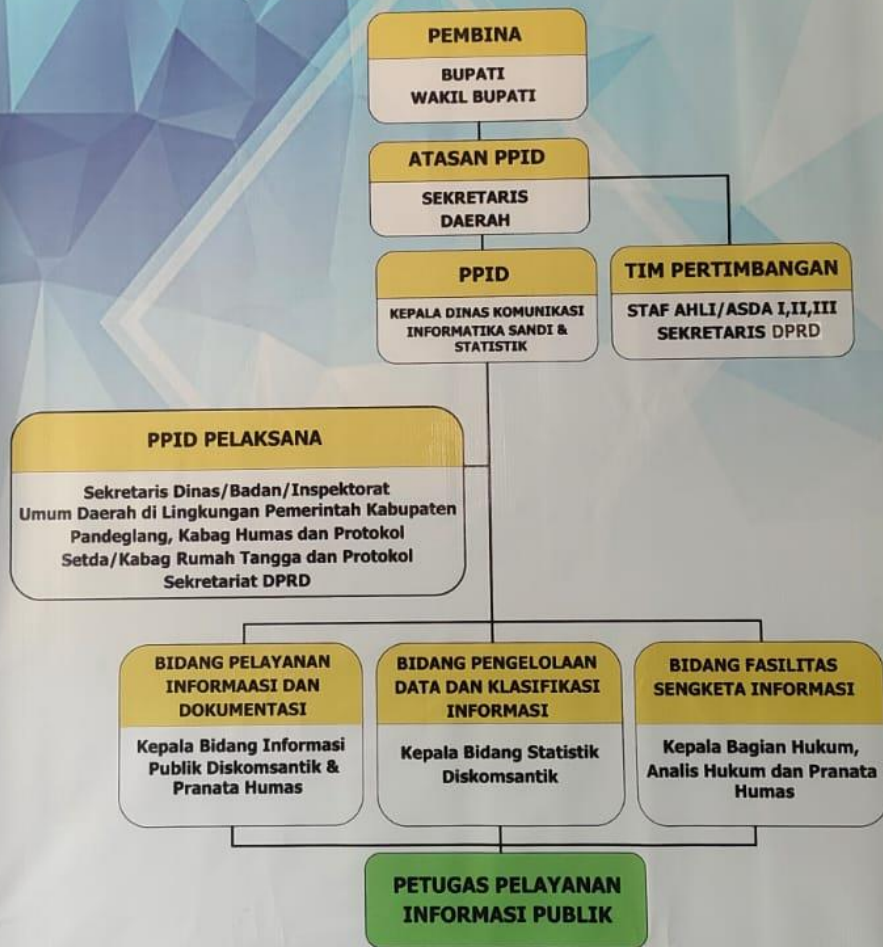 PEMBINA
BUPATI
WAKIL BUPATI
ATASAN PPID
SEKRETARIS
DAERAH
PPID
KEPALA DINAS KOMUNIKASI
INFORMATIKA SANDI &
STATISTIK
TIM PERTIMBANGAN
STAF AHLI/ASDA I,II,III
SEKRETARIS DPRD
PPID PELAKSANA
Sekretaris Dinas/Badan/Inspektorat
Umum Daerah di Lingkungan Pemerintah Kabupaten
Pandeglang, Kabag Humas dan Protokol
Setda/Kabag Rumah Tangga dan Protokol
Sekretariat DPRD
BIDANG PELAYANAN
INFORMAASI DAN
DOKUMENTASI
Kepala Bidang Informasi
Publik Diskomsantik &
Pranata Humas
BIDANG PENGELOLAAN
DATA DAN KLASIFIKASI
INFORMASI
Kepala Bidang Statistik
Diskomsantik
BIDANG FASILITAS
SENGKETA INFORMASI
Kepala Bagian Hukum,
Analis Hukum dan Pranata
Humas
PETUGAS PELAYANAN
INFORMASI PUBLIK